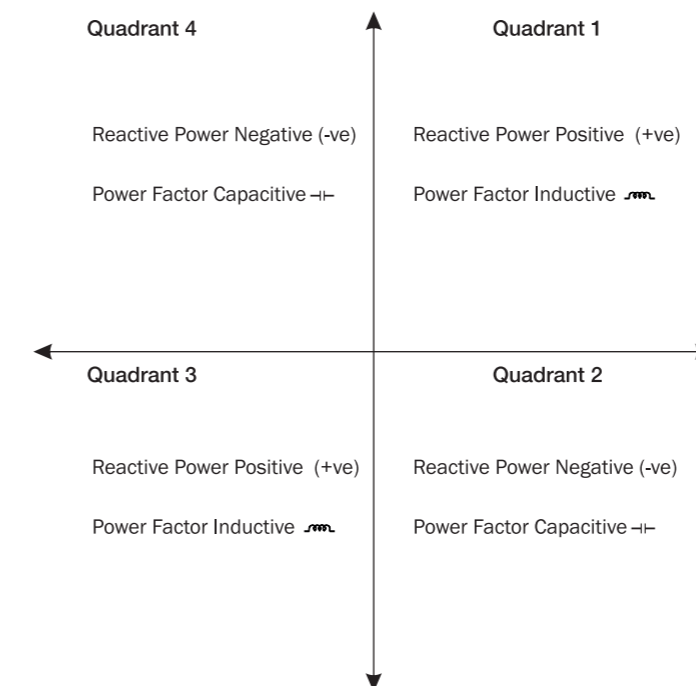 Quadrant 4
Quadrant 1
Reactive Power Negative (-ve)
Reactive Power Positive (+ve)
Power Factor Capacitive
Power Factor Inductive
Quadrant 3
Quadrant 2
Reactive Power Positive (+ve)
Reactive Power Negative (-ve)
Power Factor Inductive
Power Factor Capacitive